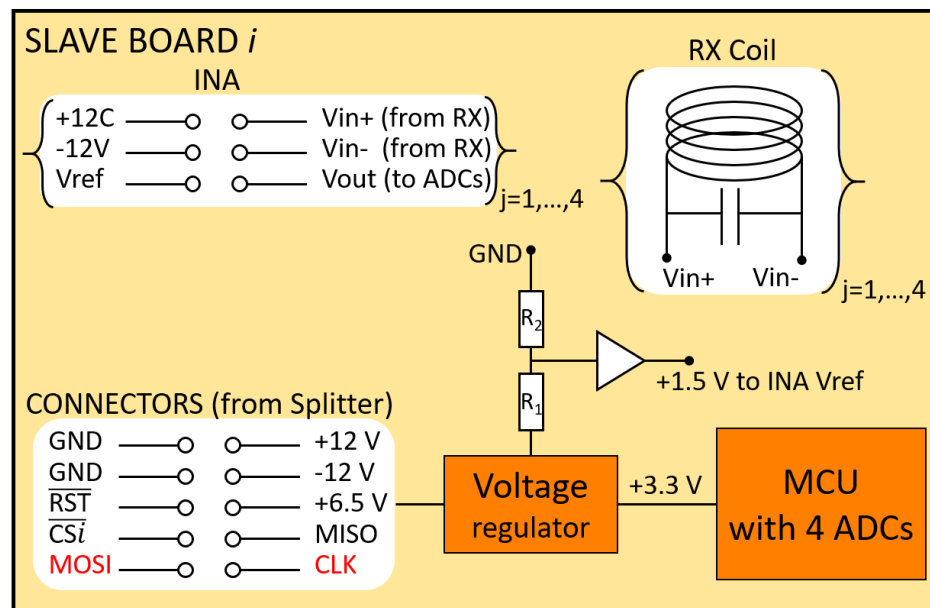 SLAVE BOARD i
INA
+12C Vin+ (from RX)
-12V Vin- (from RX)
Vref Vout (to ADCs)
j=1,...,4
RX Coil
Vin+ Vin-
j=1,...,4
GND
R2
R1
+1.5 V to INA Vref
CONNECTORS (from Splitter)
GND +12 V
GND -12 V
RST +6.5 V
CSi MISO
MOSI CLK
Voltage
regulator
+3.3 V
MCU
with 4 ADCs